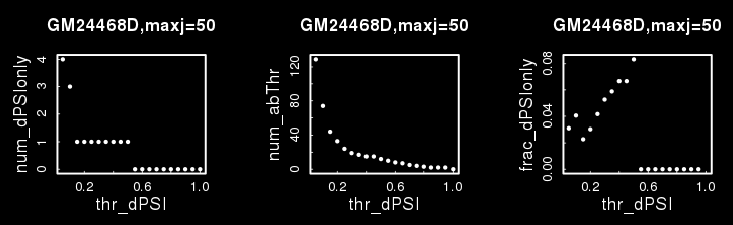 GM24468D,maxj=50
num_dPSIonly
0 1 2 3 4
0.2 0.6 1.0
thr_dPSI
GM24468D,maxj=50
num_abThr
0 40 80 120
0.2 0.6 1.0
thr_dPSI
GM24468D,maxj=50
frac_dPSIonly
0.00 0.04 0.08
0.2 0.6 1.0
thr_dPSI